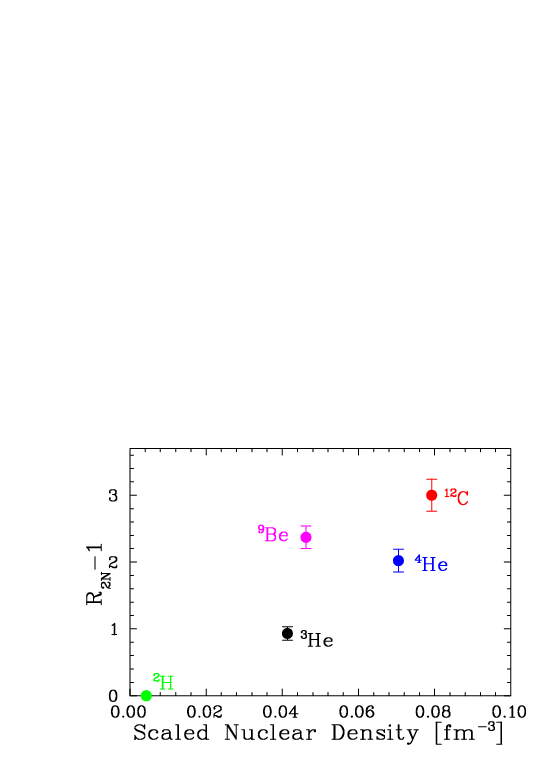 ¹²C
3
⁹Be
⁴He
2
R₂N−1
1
³He
²H
0
0.00 0.02 0.04 0.06 0.08 0.10
Scaled Nuclear Density [fm⁻³]